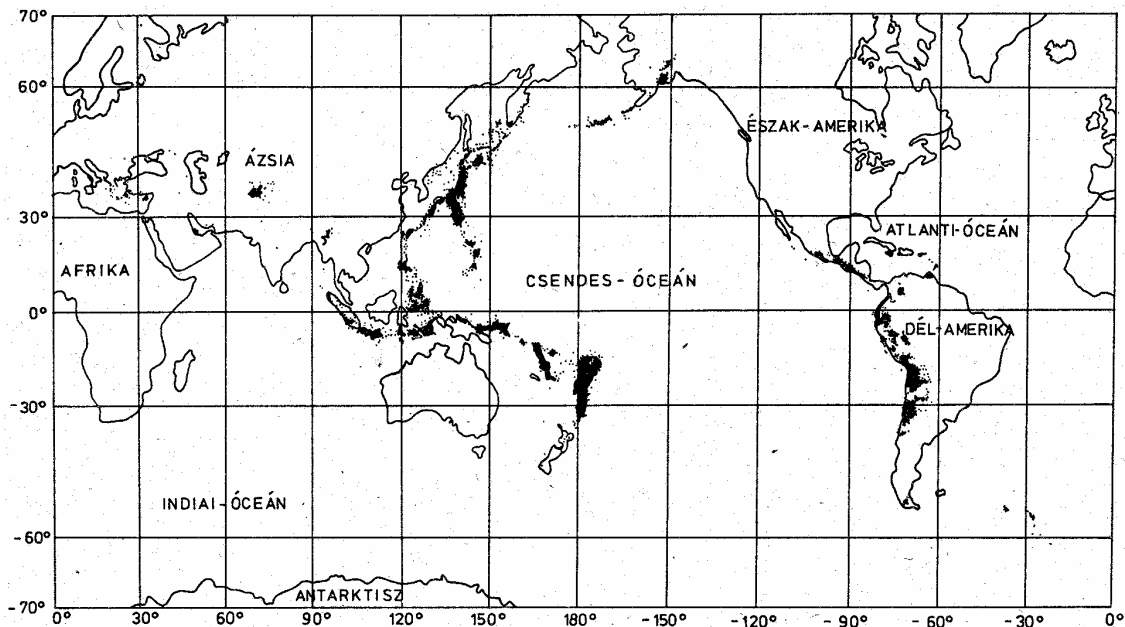 70°
60°
ÉSZAK-AMERIKA
ÁZSIA
30°
ATLANTI-ÓCEÁN
AFRIKA
CSENDES-ÓCEÁN
0°
DÉL-AMERIKA
-30°
INDIAI-ÓCEÁN
-60°
ANTARKTISZ
-70°
0° 30° 60° 90° 120° 150° 180° -150° -120° -90° -60° -30° 0°